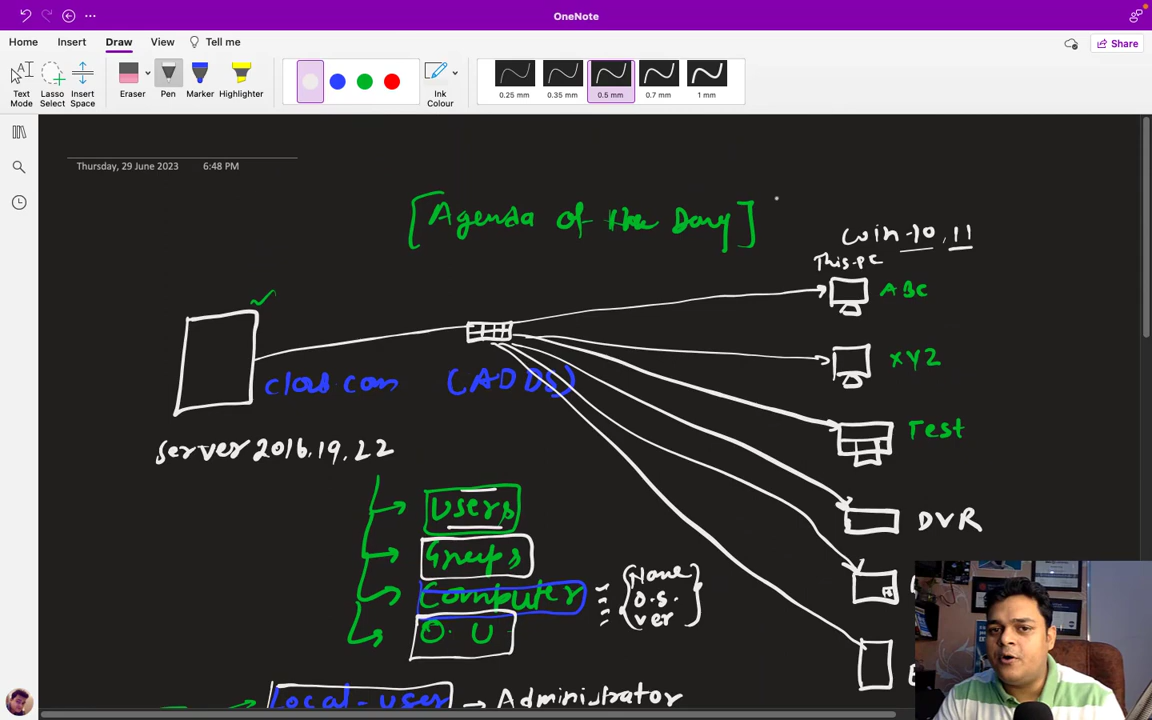 OneNote
Home Insert Draw View Tell me
Share
Text Mode
Lasso Select
Insert Space
Eraser
Pen
Marker
Highlighter
Ink Colour
0.25 mm
0.35 mm
0.5 mm
0.7 mm
1 mm
Thursday, 29 June 2023 6:48 PM
[Agenda of the Day]
Win-10, 11
This-pc
ABC
XYZ
(ADDS)
Test
Server 2016,19,22
Users
DVR
Groups
Computer = {None
O.S.
ver}
O.U
Local-user → Administrator